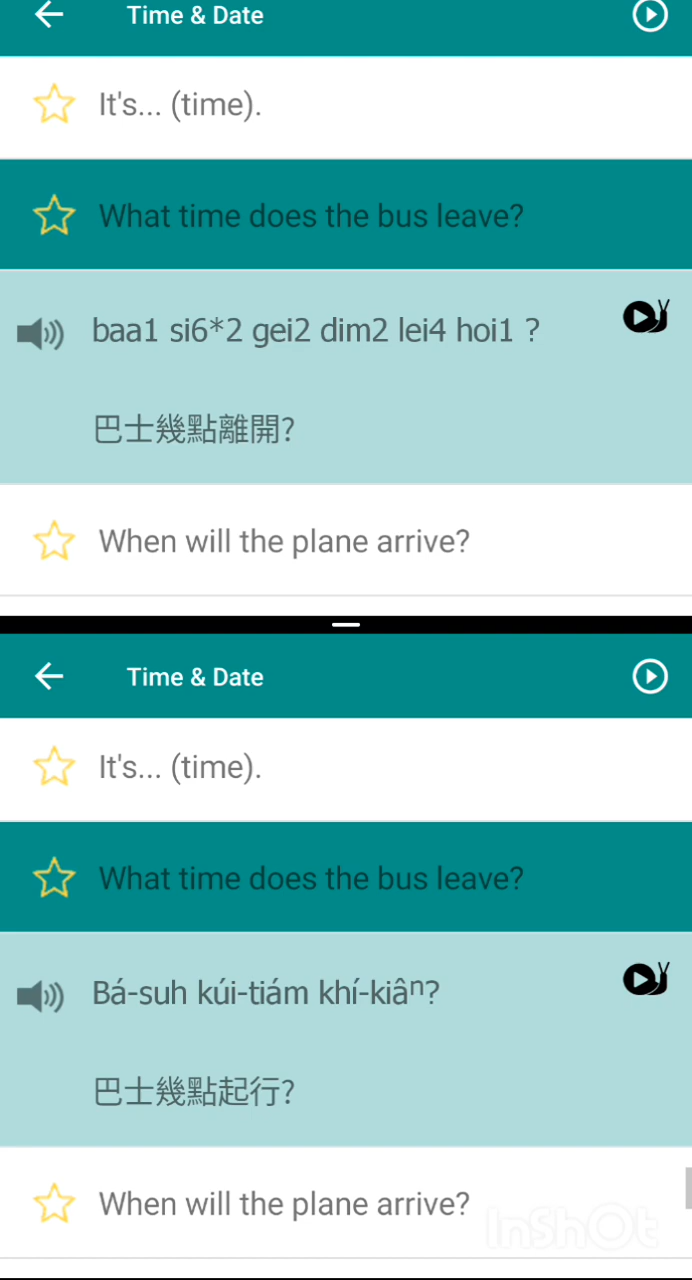 Time & Date
It's... (time).
What time does the bus leave?
baa1 si6*2 gei2 dim2 lei4 hoi1 ?
巴士幾點離開?
When will the plane arrive?
Time & Date
It's... (time).
What time does the bus leave?
Bá-suh kúi-tiám khí-kiâⁿ?
巴士幾點起行?
When will the plane arrive?
InShOt